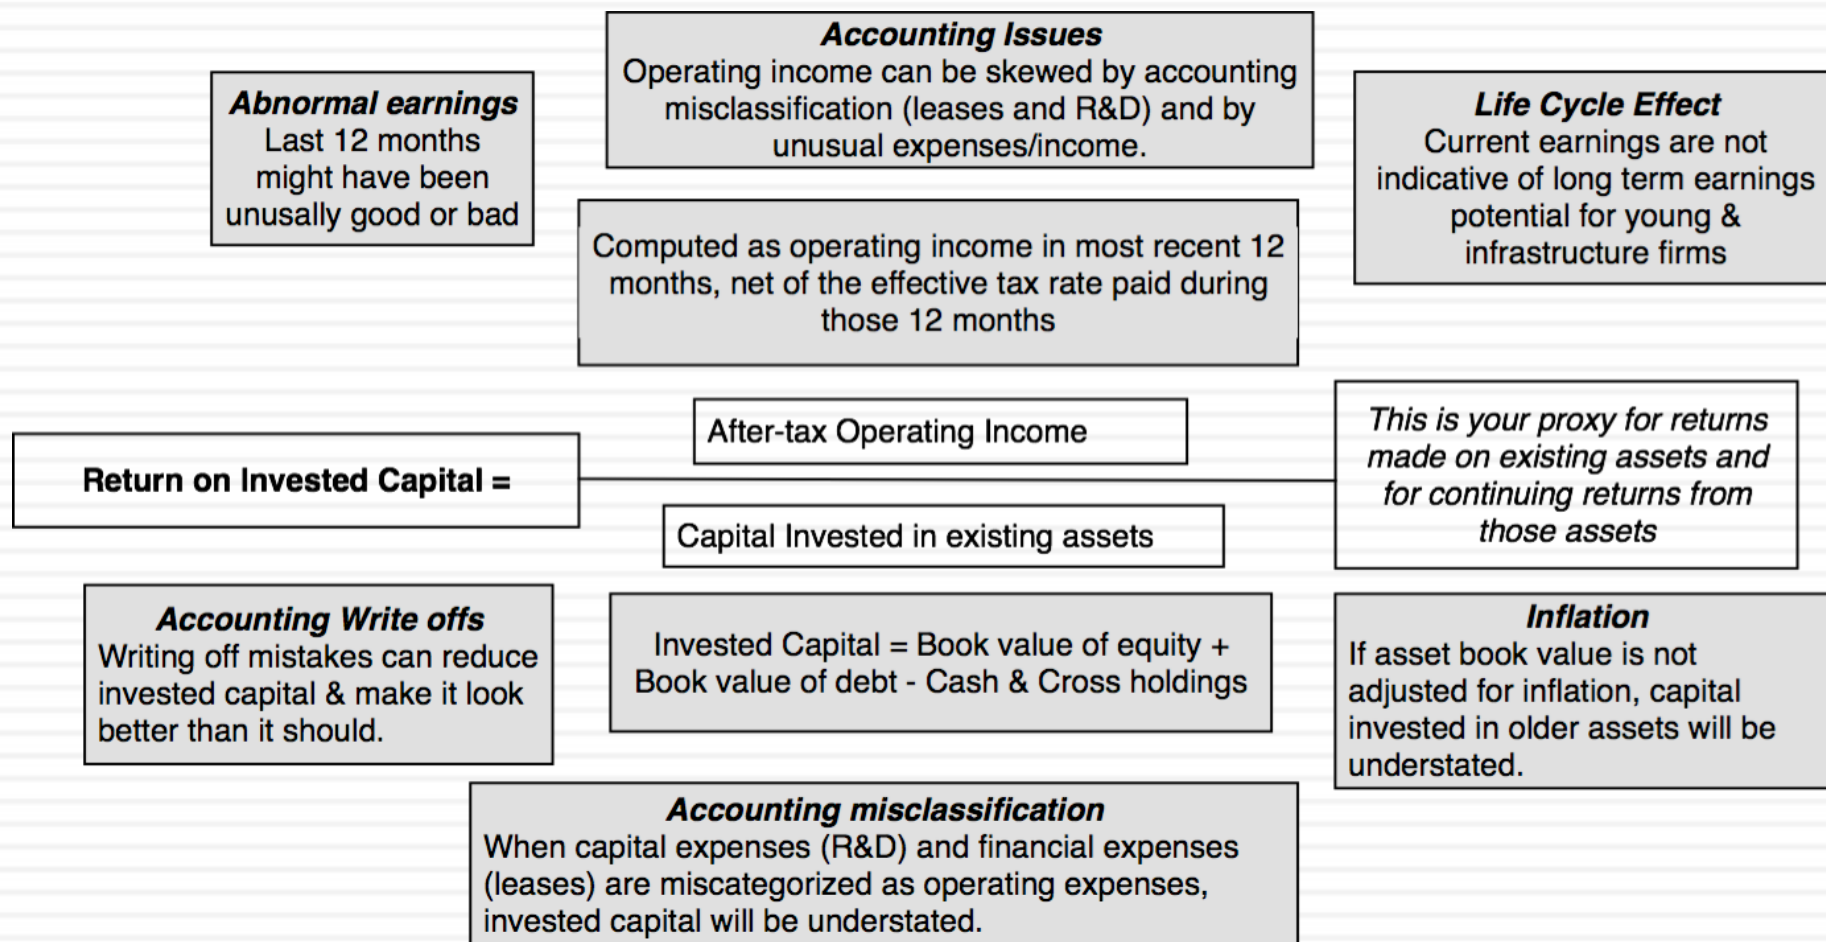 Accounting Issues
Operating income can be skewed by accounting
misclassification (leases and R&D) and by
unusual expenses/income.
Abnormal earnings
Last 12 months
might have been
unusally good or bad
Life Cycle Effect
Current earnings are not
indicative of long term earnings
potential for young &
infrastructure firms
Computed as operating income in most recent 12
months, net of the effective tax rate paid during
those 12 months
After-tax Operating Income
Return on Invested Capital =
Capital Invested in existing assets
This is your proxy for returns
made on existing assets and
for continuing returns from
those assets
Accounting Write offs
Writing off mistakes can reduce
invested capital & make it look
better than it should.
Invested Capital = Book value of equity +
Book value of debt - Cash & Cross holdings
Inflation
If asset book value is not
adjusted for inflation, capital
invested in older assets will be
understated.
Accounting misclassification
When capital expenses (R&D) and financial expenses
(leases) are miscategorized as operating expenses,
invested capital will be understated.